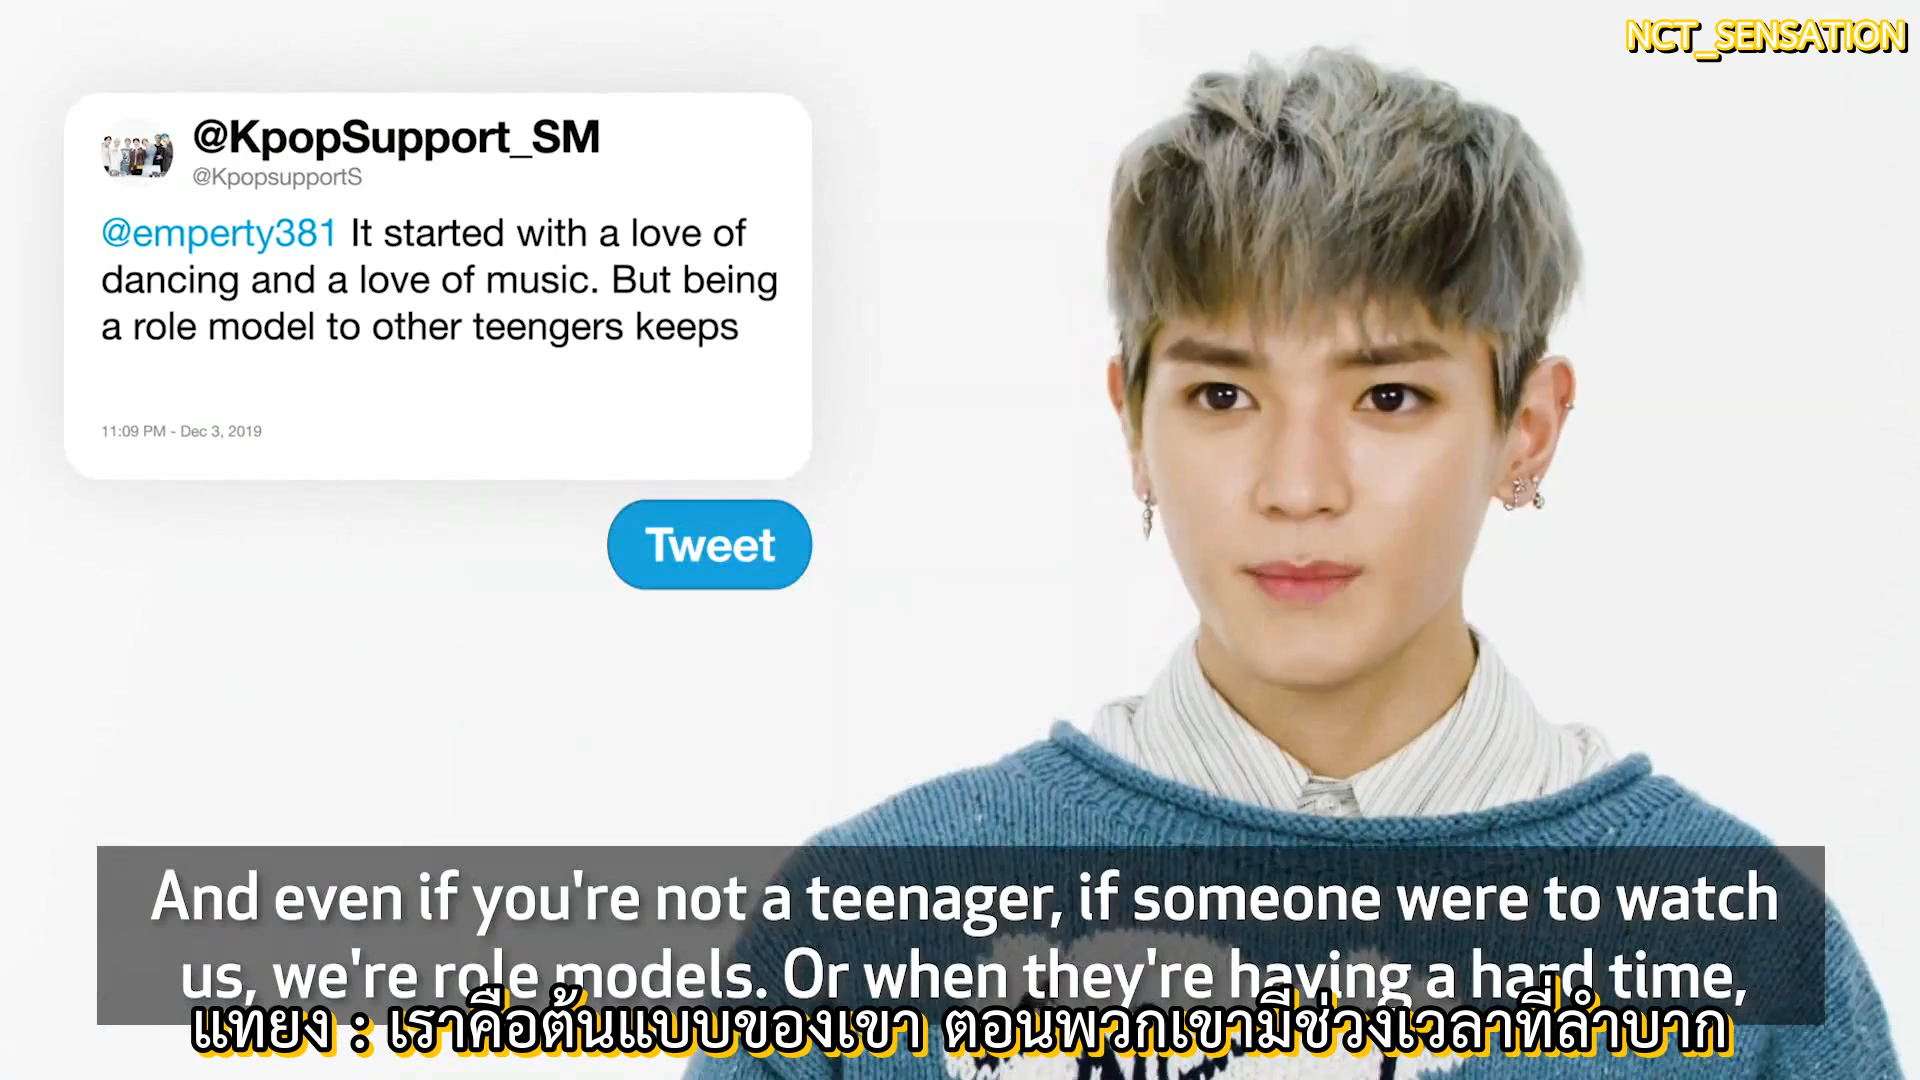 NCT_SENSATION
@KpopSupport_SM
@KpopsupportS
@emperty381 It started with a love of
dancing and a love of music. But being
a role model to other teengers keeps
11:09 PM - Dec 3, 2019
Tweet
And even if you're not a teenager, if someone were to watch
us, we're role models. Or when they're having a hard time,
แทยง : เราคือต้นแบบของเขา ตอนพวกเขามีช่วงเวลาที่ลำบาก